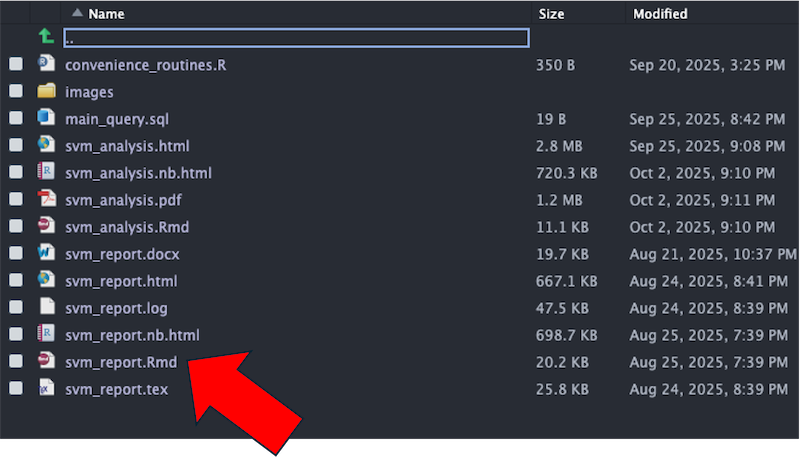 Name Size Modified
..
convenience_routines.R 350 B Sep 20, 2025, 3:25 PM
images
main_query.sql 19 B Sep 25, 2025, 8:42 PM
svm_analysis.html 2.8 MB Sep 25, 2025, 9:08 PM
svm_analysis.nb.html 720.3 KB Oct 2, 2025, 9:10 PM
svm_analysis.pdf 1.2 MB Oct 2, 2025, 9:11 PM
svm_analysis.Rmd 11.1 KB Oct 2, 2025, 9:10 PM
svm_report.docx 19.7 KB Aug 21, 2025, 10:37 PM
svm_report.html 667.1 KB Aug 24, 2025, 8:41 PM
svm_report.log 47.5 KB Aug 24, 2025, 8:39 PM
svm_report.nb.html 698.7 KB Aug 25, 2025, 7:39 PM
svm_report.Rmd 20.2 KB Aug 25, 2025, 7:39 PM
svm_report.tex 25.8 KB Aug 24, 2025, 8:39 PM